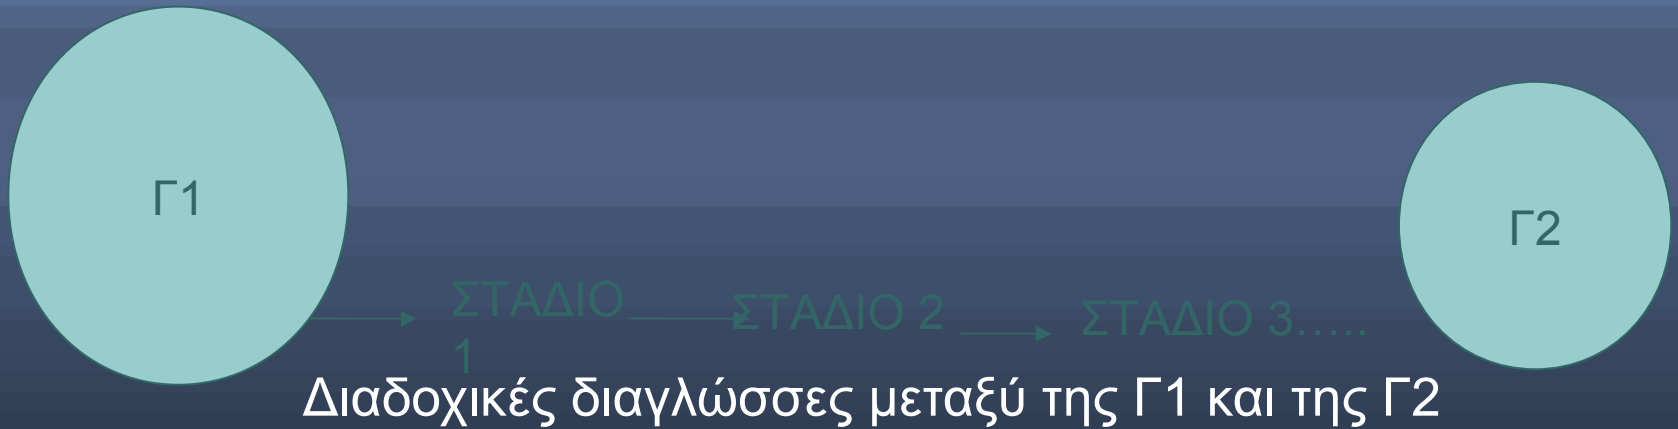 Γ1
Γ2
ΣΤΑΔΙΟ
1
ΣΤΑΔΙΟ 2
ΣΤΑΔΙΟ 3.....
Διαδοχικές διαγλώσσες μεταξύ της Γ1 και της Γ2